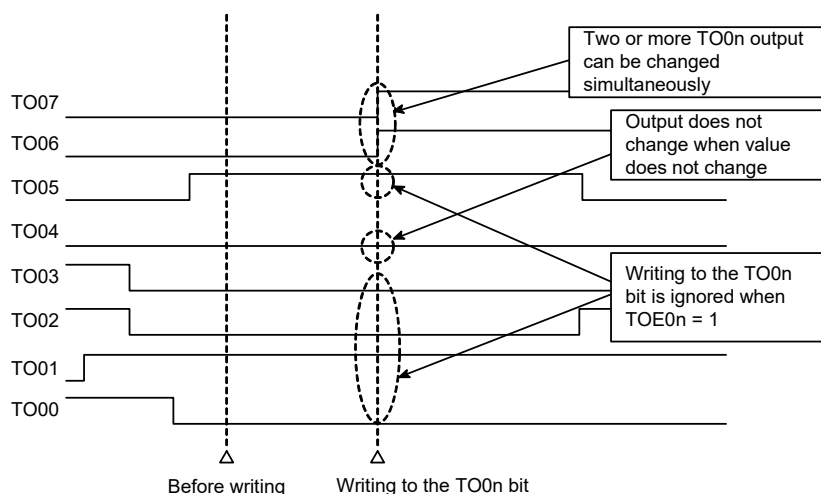 Two or more TO0n output
can be changed
simultaneously
TO07
Output does not
change when value
does not change
TO06
TO05
TO04
TO03
Writing to the TO0n
bit is ignored when
TOE0n = 1
TO02
TO01
TO00
Before writing
Writing to the TO0n bit